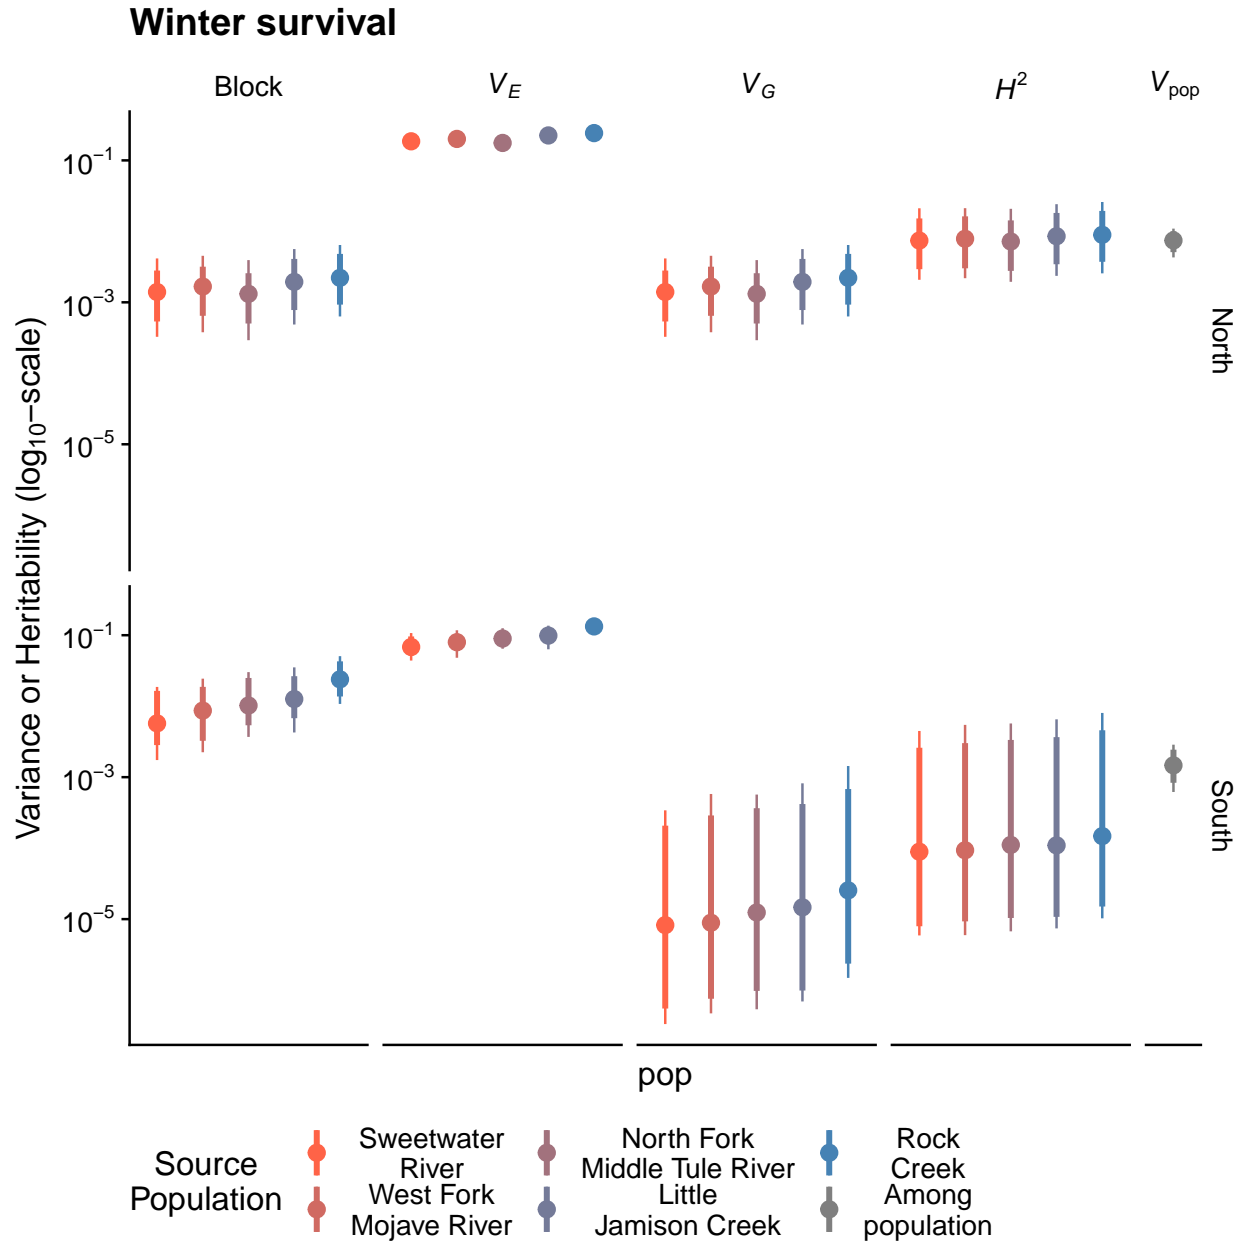 Winter survival
Block V_E V_G H² V_pop
10⁻¹
10⁻³
10⁻⁵
North
10⁻¹
10⁻³
10⁻⁵
South
Variance or Heritability (log₁₀−scale)
pop
Source
Population
Sweetwater
River
West Fork
Mojave River
North Fork
Middle Tule River
Little
Jamison Creek
Rock
Creek
Among
population